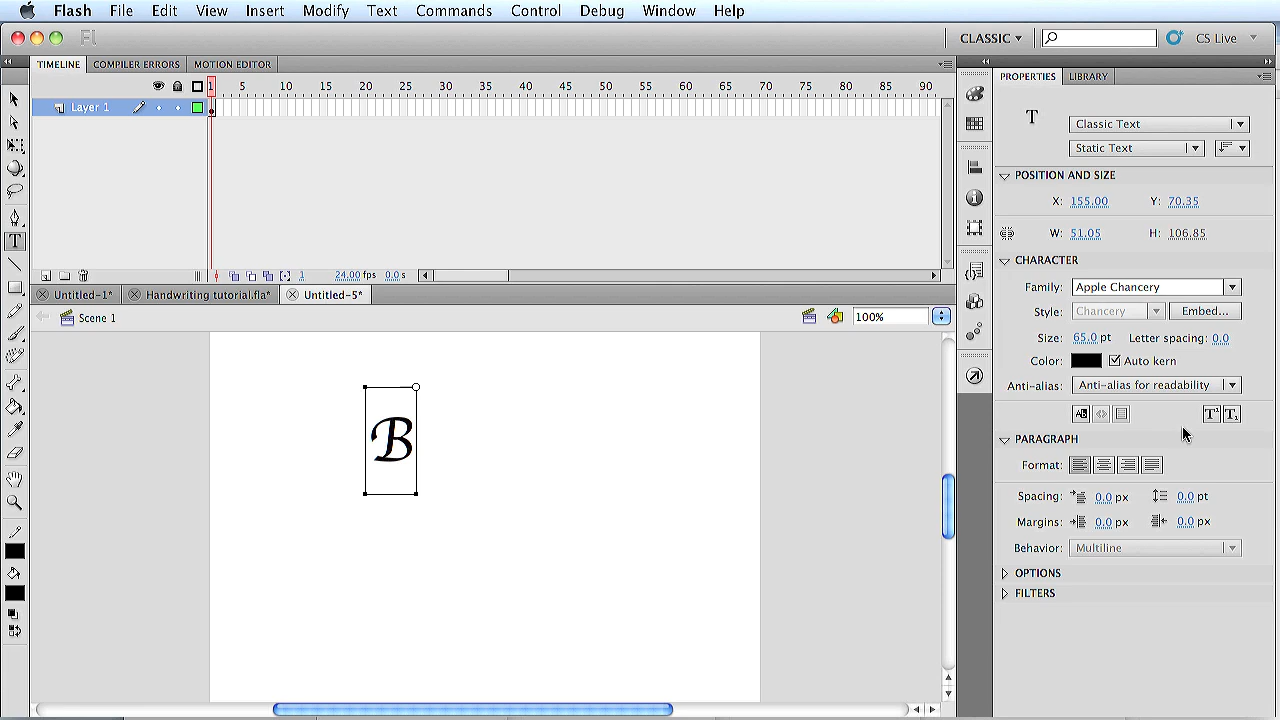 Flash File Edit View Insert Modify Text Commands Control Debug Window Help
Fl CLASSIC CS Live
TIMELINE COMPILER ERRORS MOTION EDITOR PROPERTIES LIBRARY
1 5 10 15 20 25 30 35 40 45 50 55 60 65 70 75 80 85 90
Layer 1
T Classic Text
Static Text
POSITION AND SIZE
X: 155.00 Y: 70.35
W: 51.05 H: 106.85
CHARACTER
1 24.00 fps 0.0 s
Untitled-1* Handwriting tutorial.fla* Untitled-5*
Family: Apple Chancery
Style: Chancery Embed...
Scene 1 100%
Size: 65.0 pt Letter spacing: 0.0
Color: Auto kern
Anti-alias: Anti-alias for readability
B
PARAGRAPH
Format:
Spacing: 0.0 px 0.0 pt
Margins: 0.0 px 0.0 px
Behavior: Multiline
OPTIONS
FILTERS